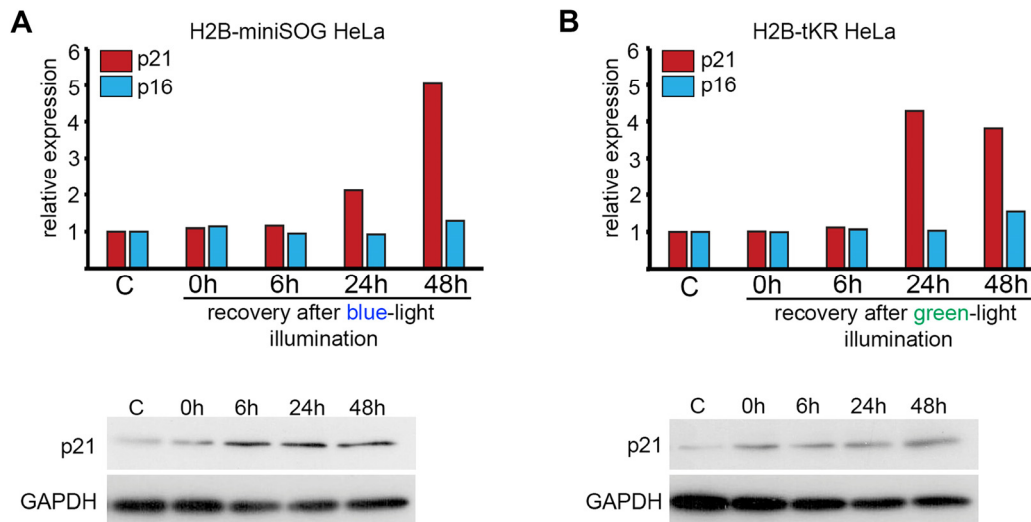 A
H2B-miniSOG HeLa
6
5
4
3
2
1
relative expression
p21
p16
C 0h 6h 24h 48h
recovery after blue-light
illumination
C 0h 6h 24h 48h
p21
GAPDH
B
H2B-tKR HeLa
6
5
4
3
2
1
relative expression
p21
p16
C 0h 6h 24h 48h
recovery after green-light
illumination
C 0h 6h 24h 48h
p21
GAPDH